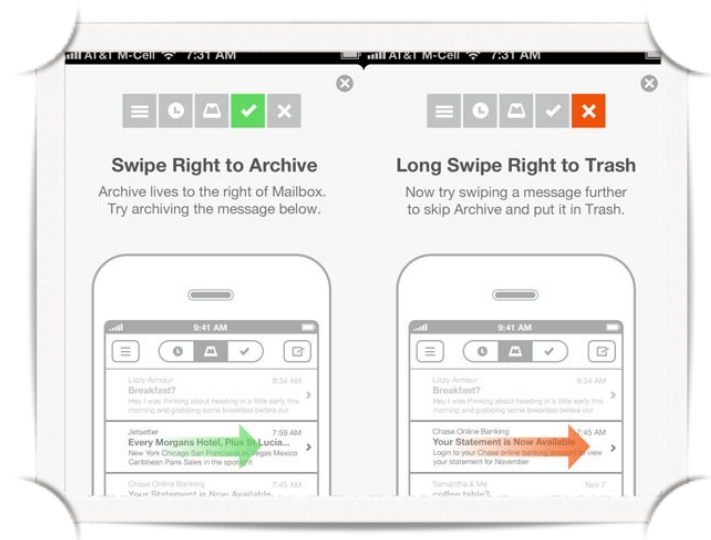 AT&T M-Cell 7:31 AM
Swipe Right to Archive
Archive lives to the right of Mailbox.
Try archiving the message below.
9:41 AM
Lizzy Armour 8:34 AM
Breakfast?
Hey I was thinking about heading in a little early this
morning and grabbing some breakfast before our
Jetsetter 7:59 AM
Every Morgans Hotel, Plus St Lucia...
New York Chicago San Francisco Las Vegas Mexico
Caribbean Paris Sales in the spotlight
Chase Online Banking 7:45 AM
Your Statement is Now Available
AT&T M-Cell 7:31 AM
Long Swipe Right to Trash
Now try swiping a message further
to skip Archive and put it in Trash.
9:41 AM
Lizzy Armour 8:34 AM
Breakfast?
Hey I was thinking about heading in a little early this
morning and grabbing some breakfast before our
Chase Online Banking 7:45 AM
Your Statement is Now Available
Login to your Chase online banking account to view
your statement for November
Samantha & Me Nov 7
coffee table?